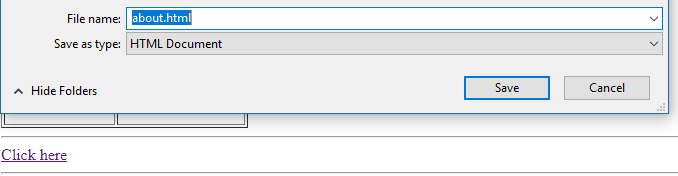 File name: about.html
Save as type: HTML Document
Hide Folders Save Cancel
Click here